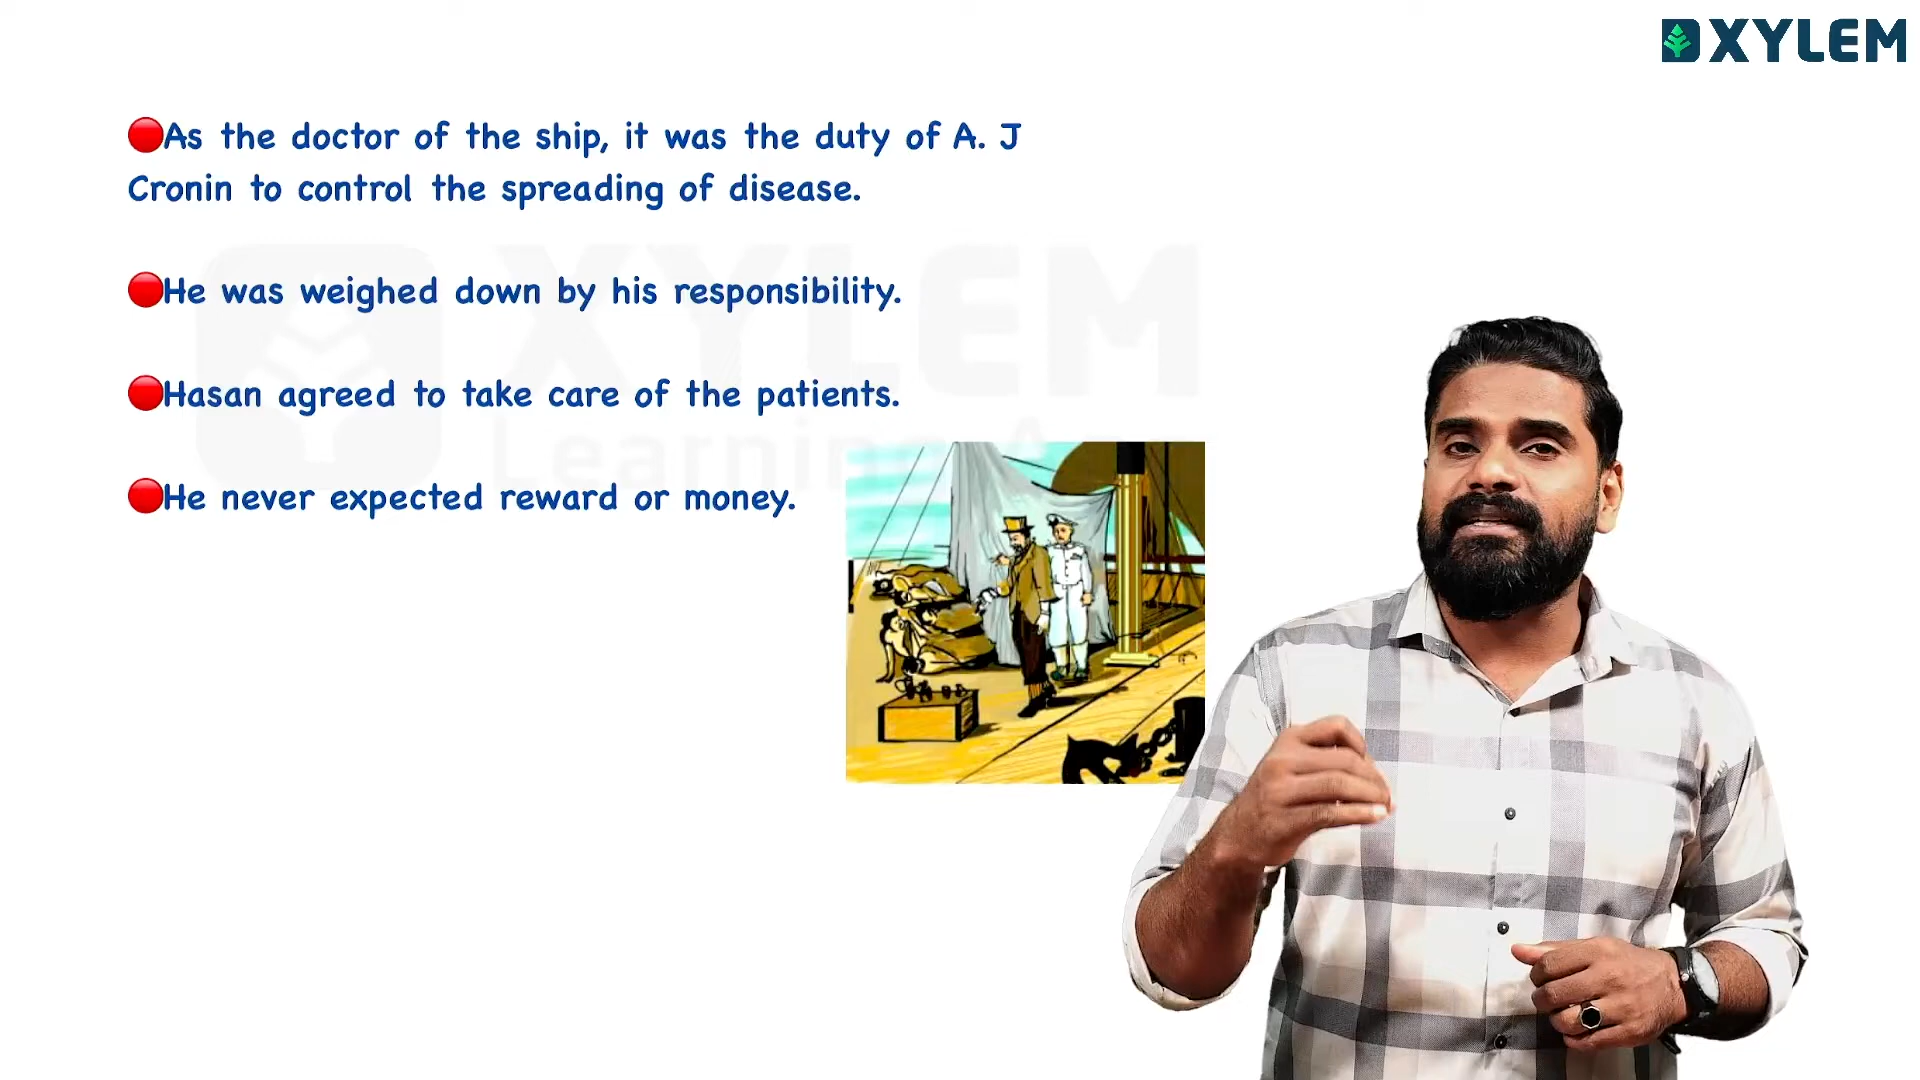 XYLEM
As the doctor of the ship, it was the duty of A. J
Cronin to control the spreading of disease.
He was weighed down by his responsibility.
Hasan agreed to take care of the patients.
He never expected reward or money.
XYLEM
Learning A